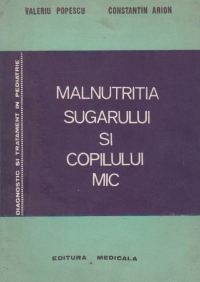 VALERIU POPESCU CONSTANTIN ARION
DIAGNOSTIC SI TRATAMENT IN PEDIATRIE
MALNUTRITIA
SUGARULUI
SI
COPILULUI
MIC
EDITURA MEDICALA